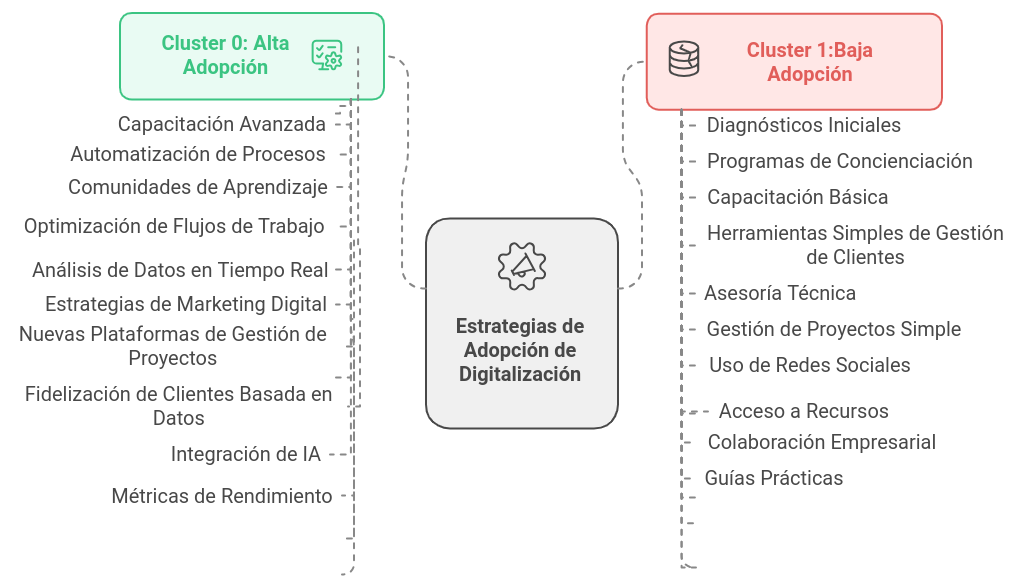 Cluster 0: Alta
Adopción
Capacitación Avanzada
Automatización de Procesos
Comunidades de Aprendizaje
Optimización de Flujos de Trabajo
Análisis de Datos en Tiempo Real
Estrategias de Marketing Digital
Nuevas Plataformas de Gestión de
Proyectos
Fidelización de Clientes Basada en
Datos
Integración de IA
Métricas de Rendimiento
Estrategias de
Adopción de
Digitalización
Cluster 1:Baja
Adopción
Diagnósticos Iniciales
Programas de Concienciación
Capacitación Básica
Herramientas Simples de Gestión
de Clientes
Asesoría Técnica
Gestión de Proyectos Simple
Uso de Redes Sociales
Acceso a Recursos
Colaboración Empresarial
Guías Prácticas